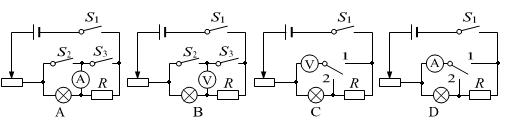 S₁ S₁ S₁ S₁
S₂ S₃ S₂ S₃ V 1 A 1
A V 2 2
R R R R
A B C D